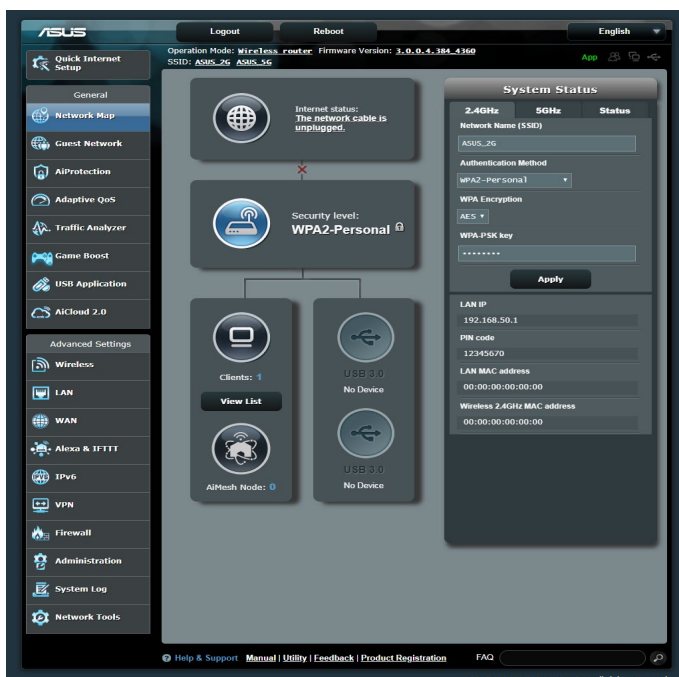 ASUS
Logout
Reboot
English
Quick Internet
Setup
Operation Mode: Wireless router Firmware Version: 3.0.0.4.384_4360
SSID: ASUS_2G ASUS_5G
App
General
Network Map
Guest Network
AiProtection
Adaptive QoS
Traffic Analyzer
Game Boost
USB Application
AiCloud 2.0
Advanced Settings
Wireless
LAN
WAN
Alexa & IFTTT
IPv6
VPN
Firewall
Administration
System Log
Network Tools
Internet status:
The network cable is
unplugged.
Security level:
WPA2-Personal
Clients: 1
View List
AiMesh Node: 0
USB 3.0
No Device
USB 3.0
No Device
System Status
2.4GHz 5GHz Status
Network Name (SSID)
ASUS_2G
Authentication Method
WPA2-Personal
WPA Encryption
AES
WPA-PSK key
········
Apply
LAN IP
192.168.50.1
PIN code
12345670
LAN MAC address
00:00:00:00:00:00
Wireless 2.4GHz MAC address
00:00:00:00:00:00
Help & Support Manual | Utility | Feedback | Product Registration FAQ